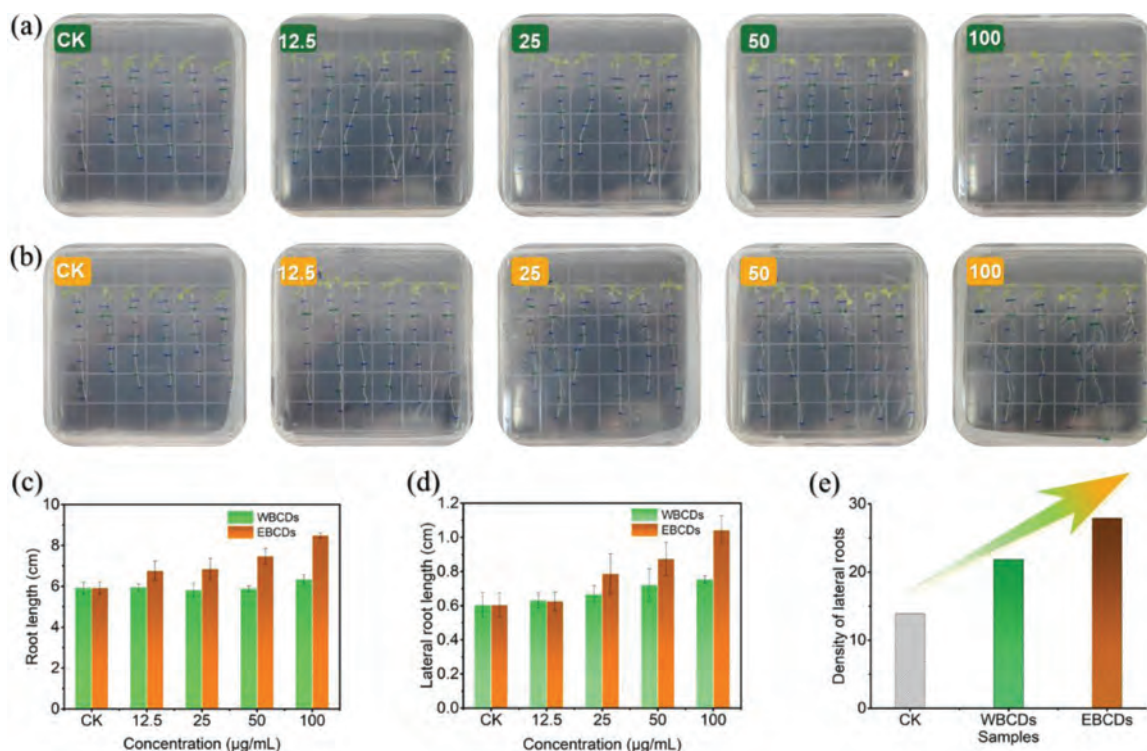 (a)
CK
12.5
25
50
100
(b)
CK
12.5
25
50
100
(c)
10
8
6
4
2
0
Root length (cm)
WBCDs
EBCDs
CK 12.5 25 50 100
Concentration (μg/mL)
(d)
1.2
1.0
0.8
0.6
0.4
0.2
0.0
Lateral root length (cm)
WBCDs
EBCDs
CK 12.5 25 50 100
Concentration (μg/mL)
(e)
30
20
10
0
Density of lateral roots
CK WBCDs EBCDs
Samples